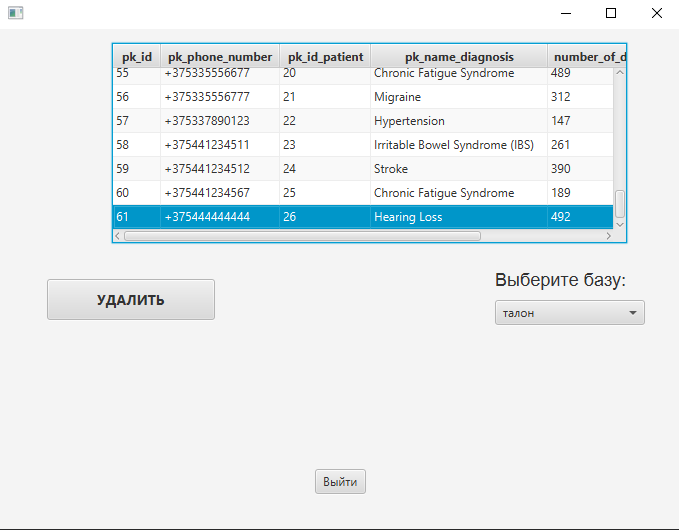 pk_id pk_phone_number pk_id_patient pk_name_diagnosis number_of_d
55 +375335556677 20 Chronic Fatigue Syndrome 489
56 +375335556777 21 Migraine 312
57 +375337890123 22 Hypertension 147
58 +375441234511 23 Irritable Bowel Syndrome (IBS) 261
59 +375441234512 24 Stroke 390
60 +375441234567 25 Chronic Fatigue Syndrome 189
61 +375444444444 26 Hearing Loss 492
Выберите базу:
УДАЛИТЬ
талон
Выйти